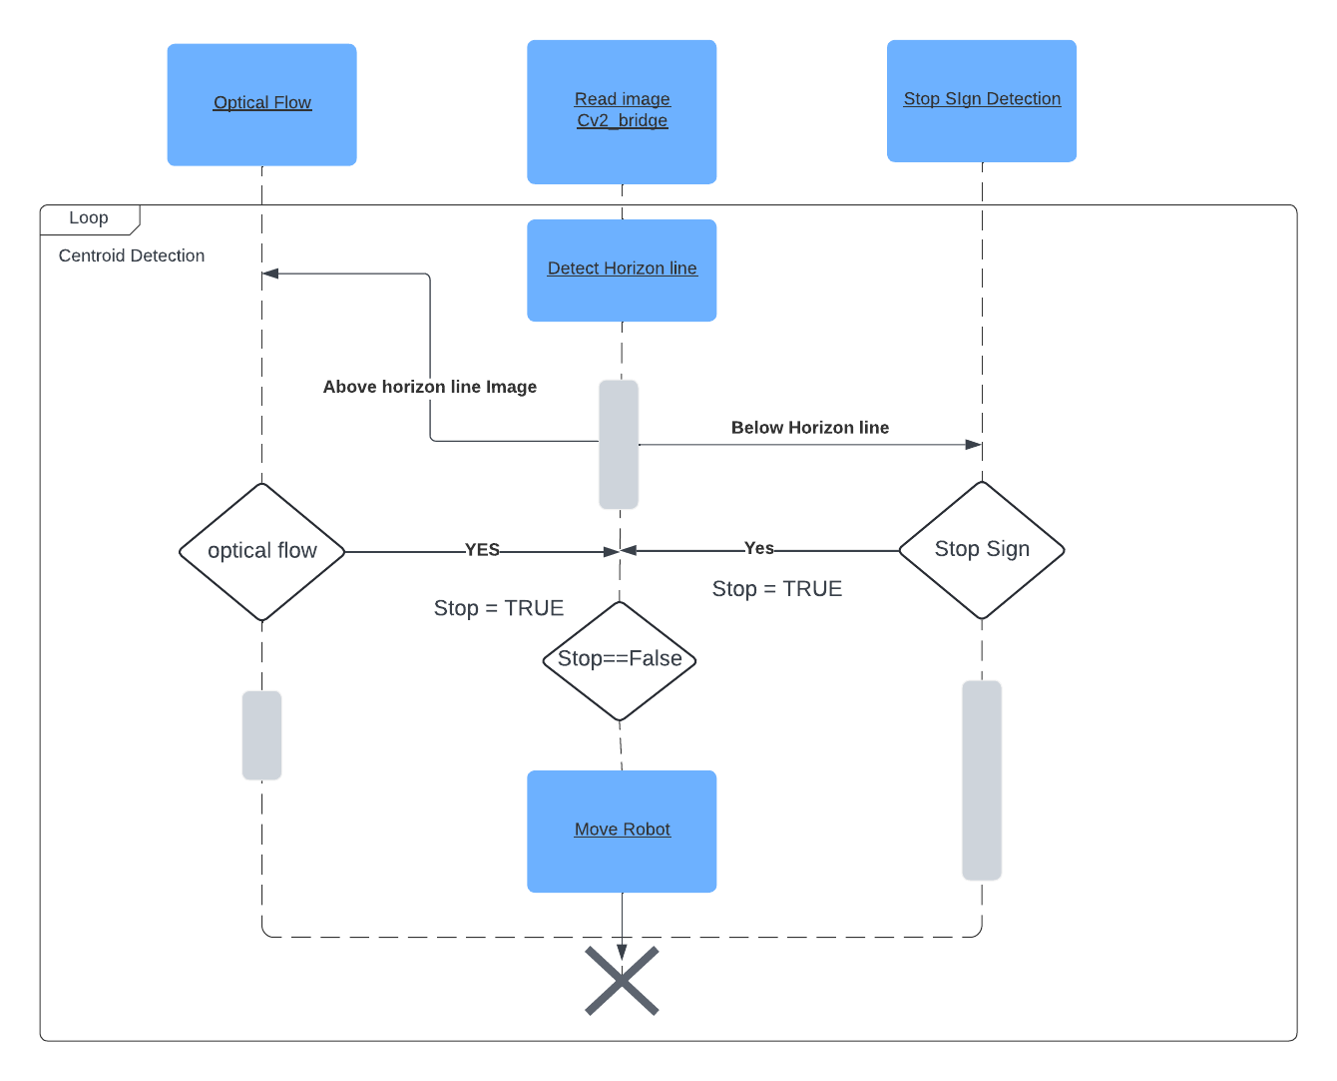 Optical Flow
Read image
Cv2_bridge
Stop SIgn Detection
Loop
Centroid Detection
Detect Horizon line
Above horizon line Image
Below Horizon line
optical flow
YES
Yes
Stop Sign
Stop = TRUE
Stop = TRUE
Stop==False
Move Robot